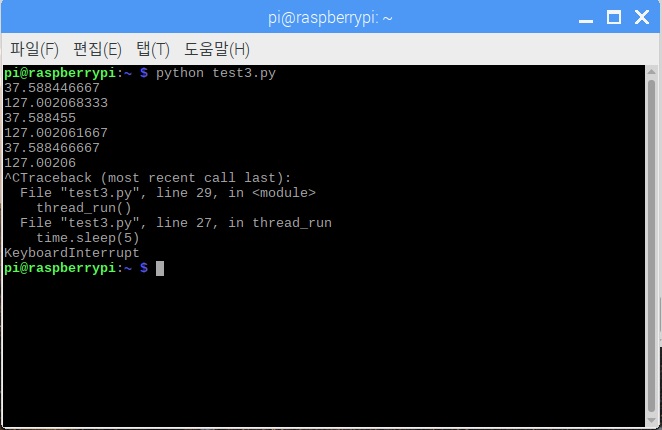 pi@raspberrypi: ~
파일(F) 편집(E) 탭(T) 도움말(H)
pi@raspberrypi:~ $ python test3.py
37.588446667
127.002068333
37.588455
127.002061667
37.588466667
127.00206
^CTraceback (most recent call last):
  File "test3.py", line 29, in <module>
    thread_run()
  File "test3.py", line 27, in thread_run
    time.sleep(5)
KeyboardInterrupt
pi@raspberrypi:~ $